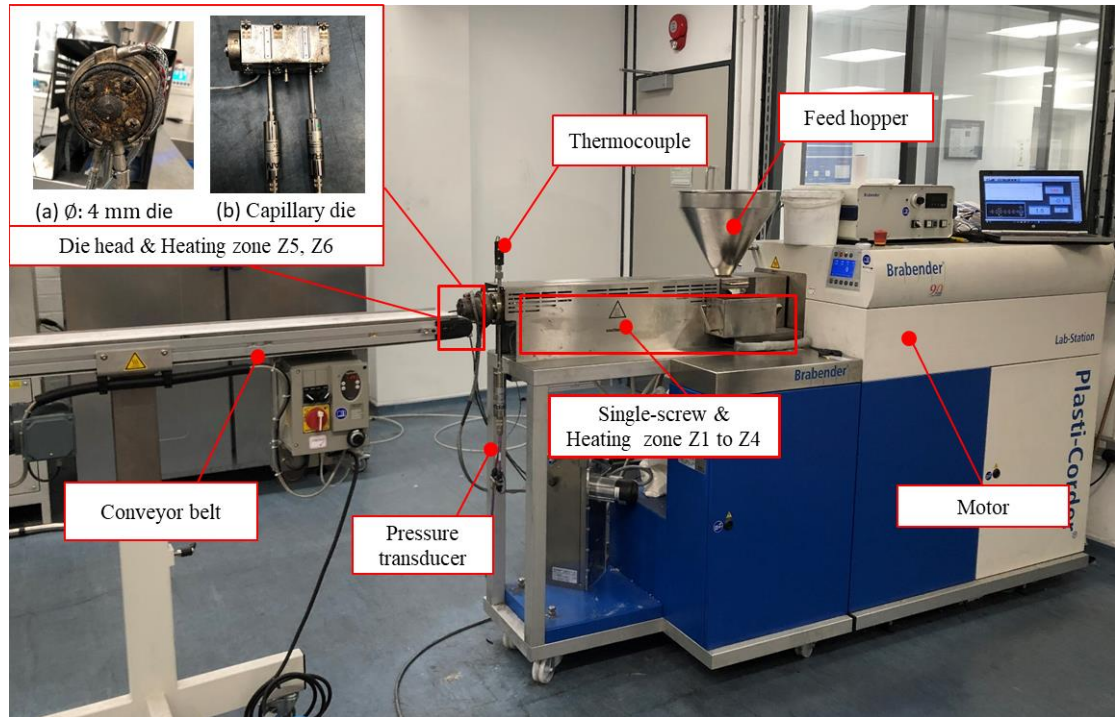 (a) Ø: 4 mm die
(b) Capillary die
Die head & Heating zone Z5, Z6
Thermocouple
Feed hopper
Brabender
90
Lab-Station
Brabender
Plasti-Corder®
Single-screw &
Heating zone Z1 to Z4
Conveyor belt
Pressure
transducer
Motor